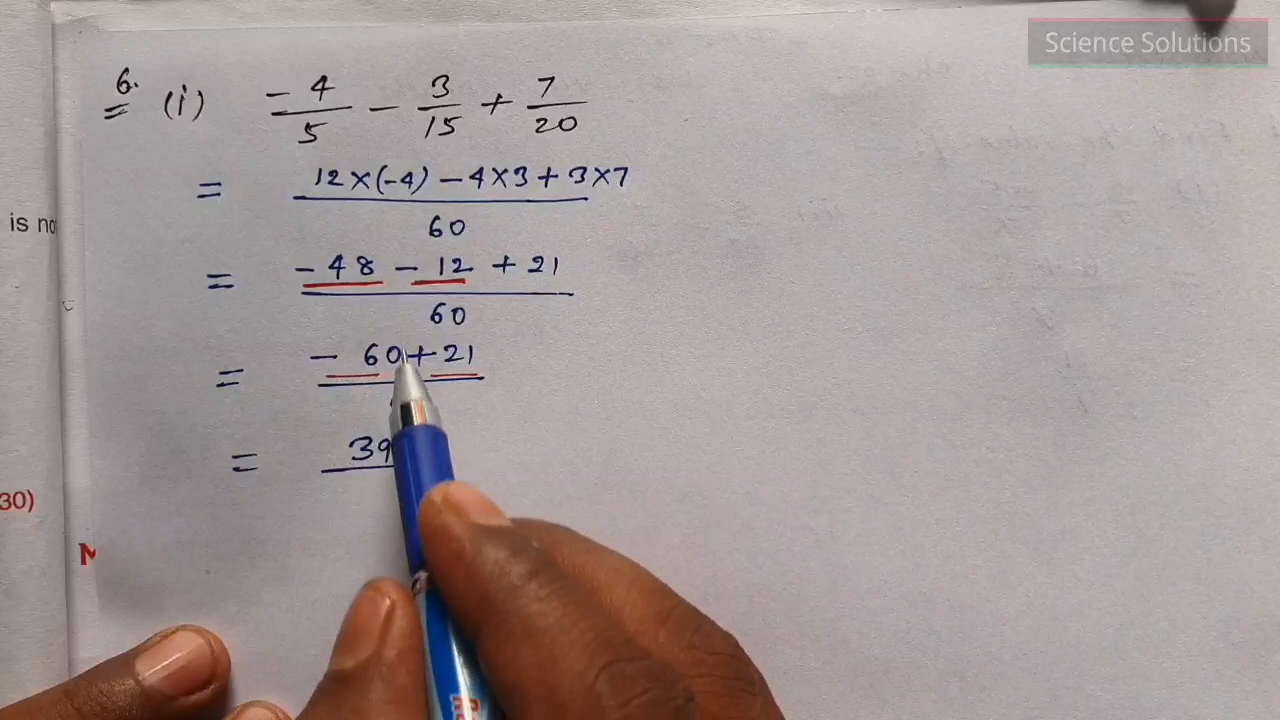 Science Solutions
6. (i) -4/5 - 3/15 + 7/20
= 12×(-4) - 4×3 + 3×7
60
= -48 - 12 + 21
60
= - 60 + 21
= 39
is no
30)